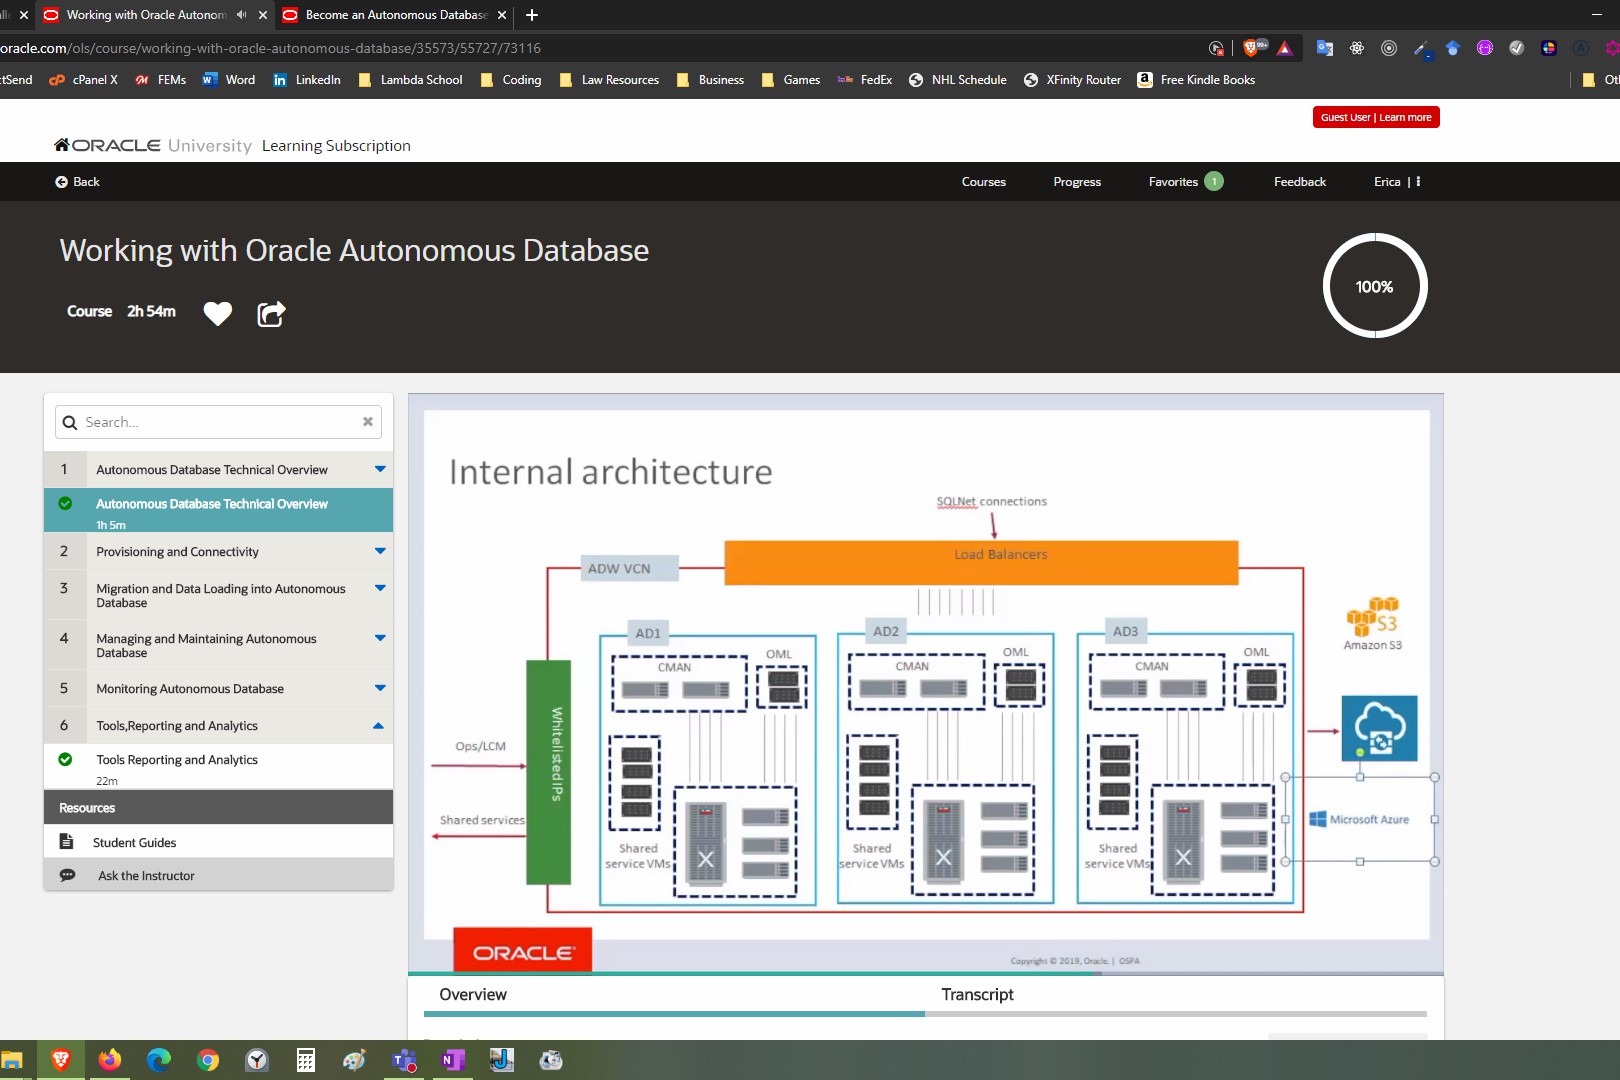 Working with Oracle Autonom
Become an Autonomous Database
oracle.com/ols/course/working-with-oracle-autonomous-database/35573/55727/73116
99+
ctSend
cPanel X
FEMs
Word
LinkedIn
Lambda School
Coding
Law Resources
Business
Games
FedEx
NHL Schedule
XFinity Router
Free Kindle Books
Guest User | Learn more
ORACLE University Learning Subscription
Back
Courses
Progress
Favorites 1
Feedback
Erica |
Working with Oracle Autonomous Database
Course 2h 54m
100%
Search...
1 Autonomous Database Technical Overview
Autonomous Database Technical Overview
1h 5m
2 Provisioning and Connectivity
3 Migration and Data Loading into Autonomous
Database
4 Managing and Maintaining Autonomous
Database
5 Monitoring Autonomous Database
6 Tools,Reporting and Analytics
Tools Reporting and Analytics
22m
Resources
Student Guides
Ask the Instructor
Internal architecture
SQLNet connections
Load Balancers
ADW VCN
AD1
CMAN
OML
Shared
service VMs
X
AD2
CMAN
OML
Shared
service VMs
X
AD3
CMAN
OML
Shared
service VMs
X
Whitelisted IPs
Ops/LCM
Shared services
S3
Amazon S3
Microsoft Azure
ORACLE
Copyright © 2019, Oracle. | OSPA
Overview
Transcript